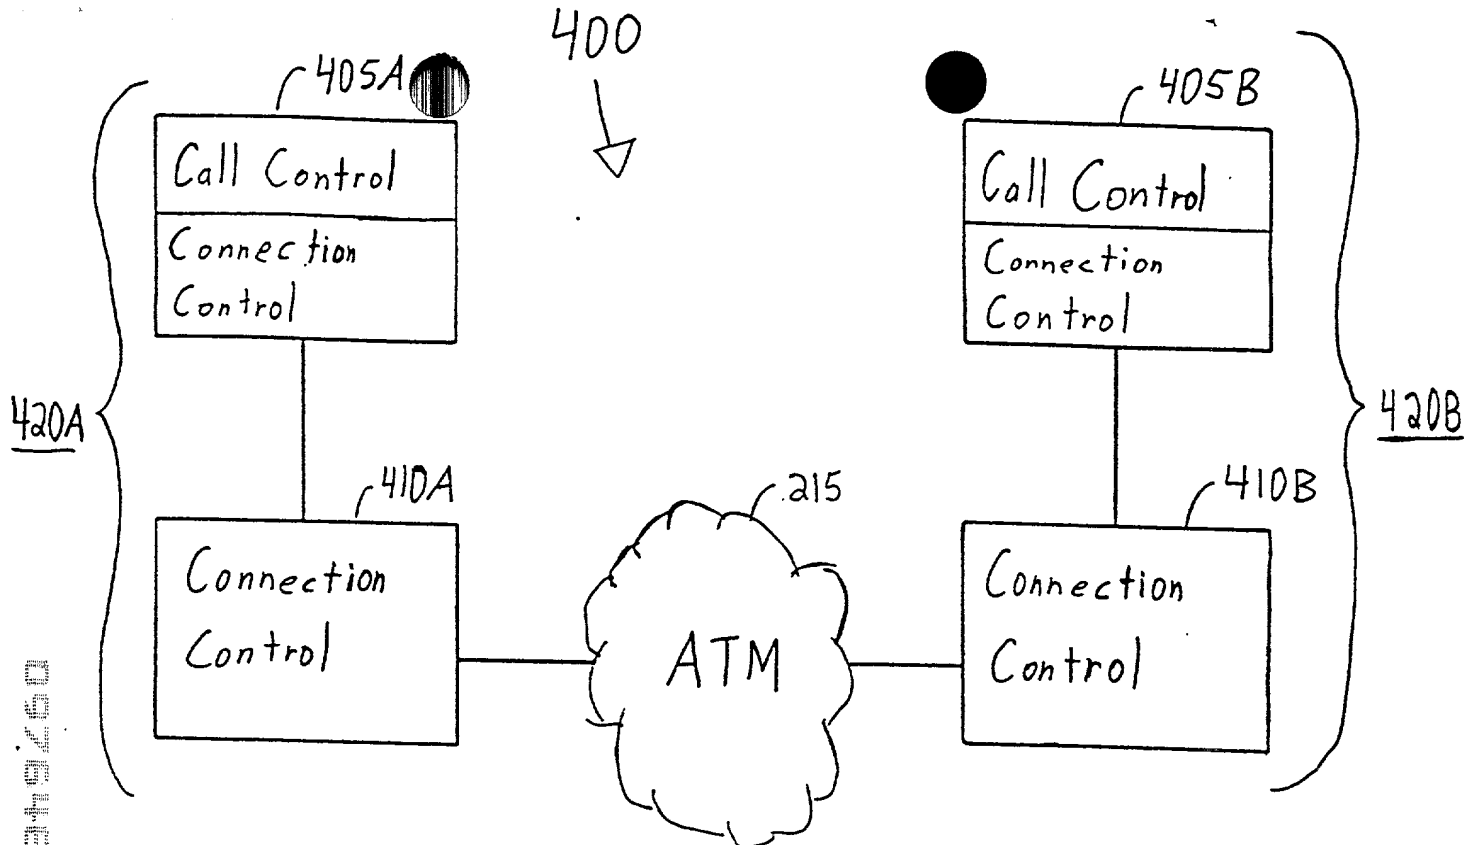 400
405A
405B
Call Control
Connection
Control
Call Control
Connection
Control
420A
420B
410A
215
410B
Connection
Control
ATM
Connection
Control